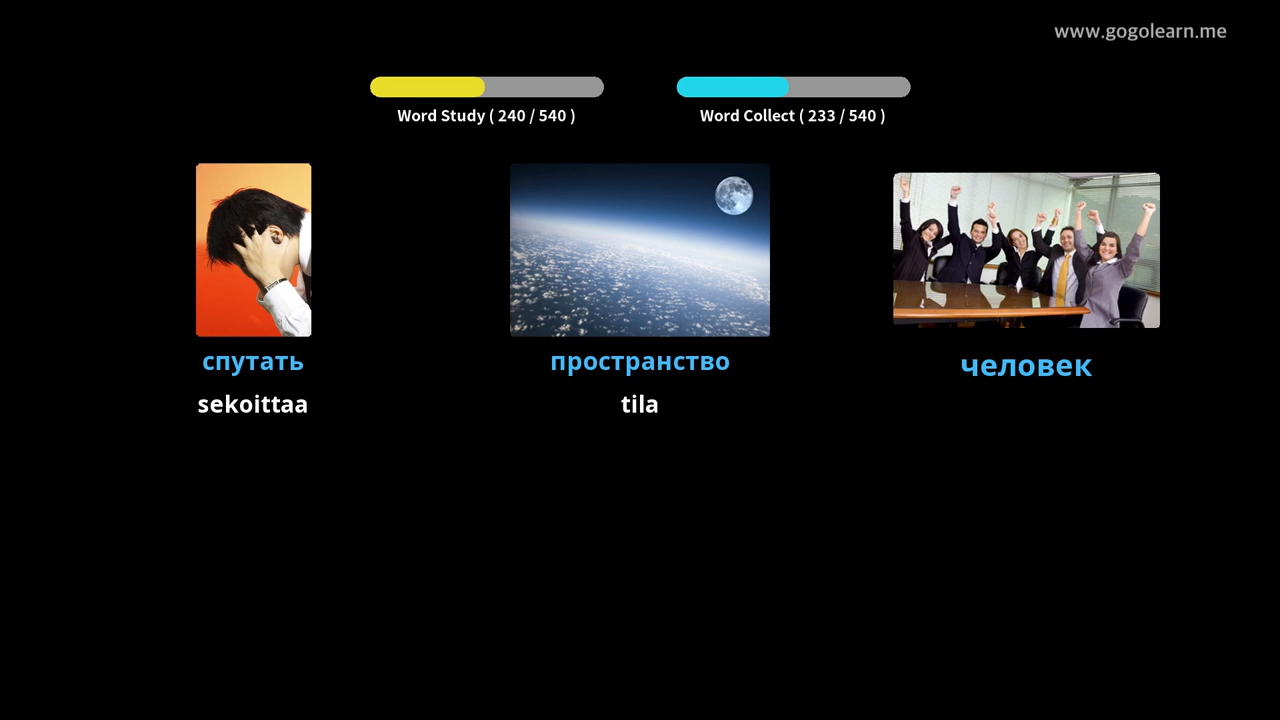 www.gogolearn.me
Word Study ( 240 / 540 )
Word Collect ( 233 / 540 )
спутать
sekoittaa
пространство
tila
человек